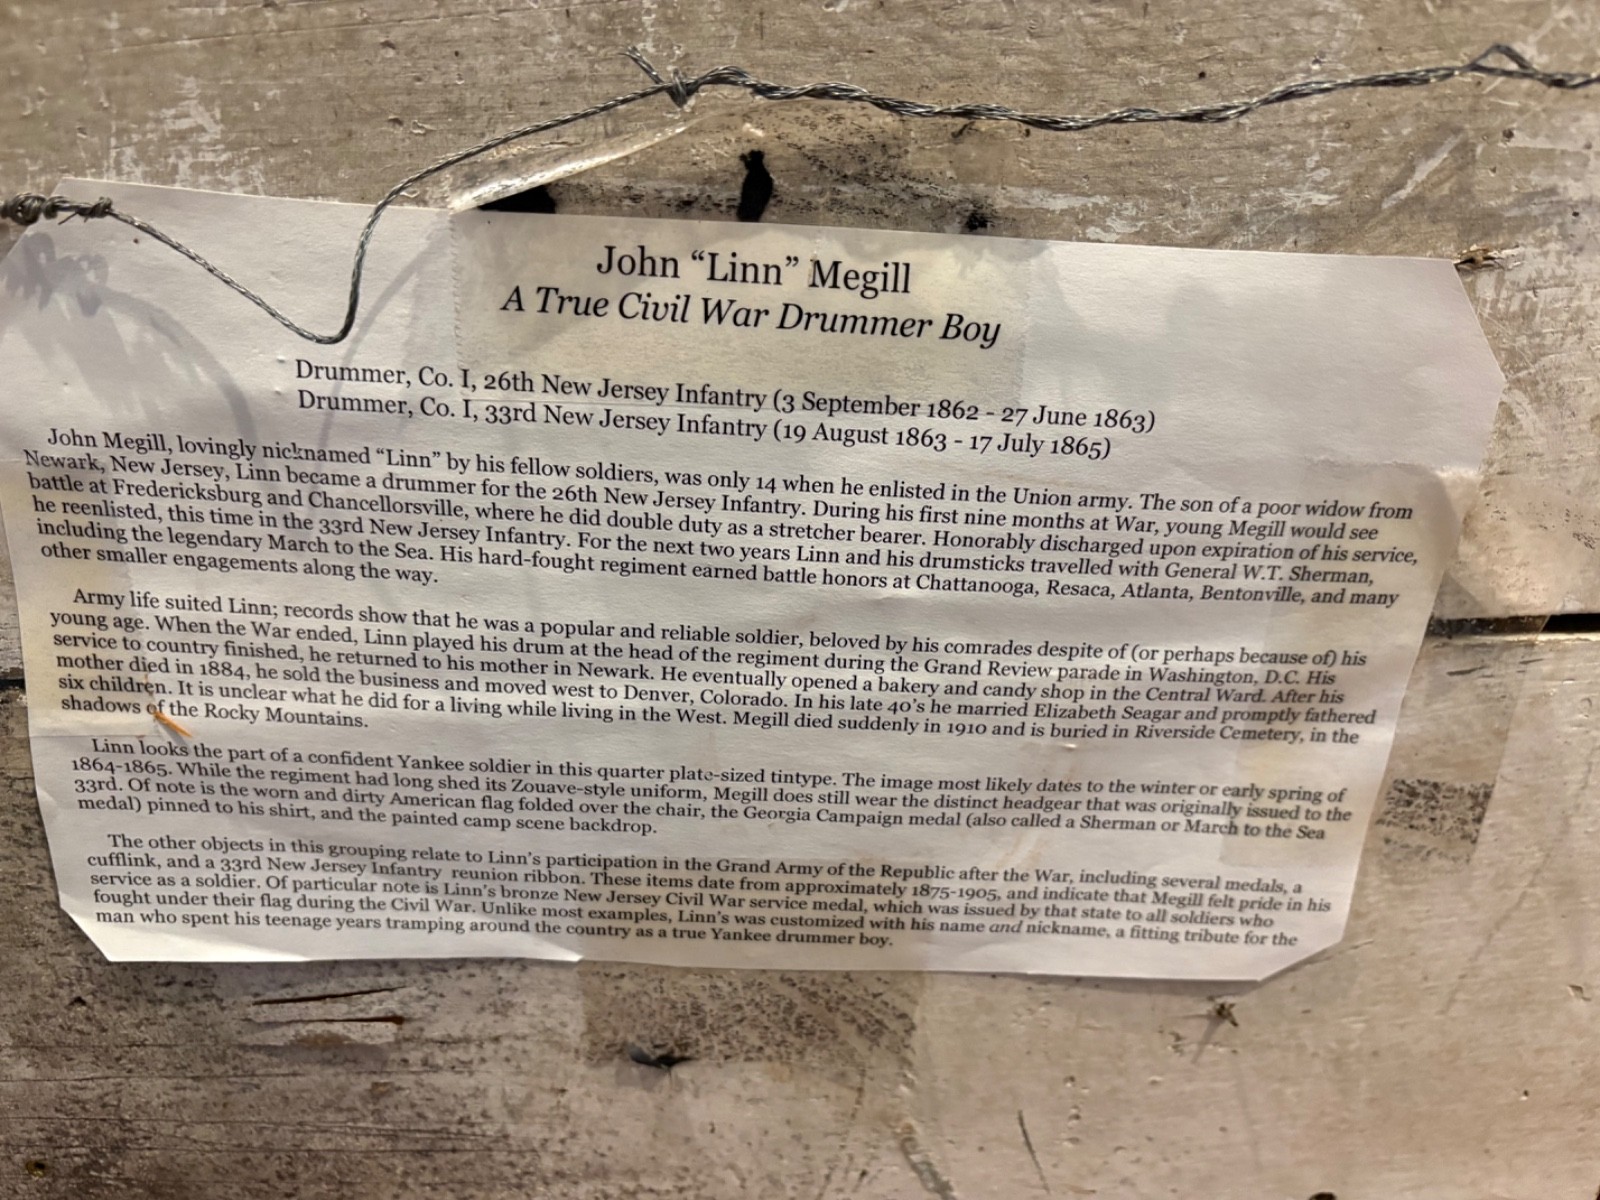 John “Linn” Megill
A True Civil War Drummer Boy
Drummer, Co. I, 26th New Jersey Infantry (3 September 1862 - 27 June 1863)
Drummer, Co. I, 33rd New Jersey Infantry (19 August 1863 - 17 July 1865)
John Megill, lovingly nicknamed “Linn” by his fellow soldiers, was only 14 when he enlisted in the Union army. The son of a poor widow from
Newark, New Jersey, Linn became a drummer for the 26th New Jersey Infantry. During his first nine months at War, young Megill would see
battle at Fredericksburg and Chancellorsville, where he did double duty as a stretcher bearer. Honorably discharged upon expiration of his service,
he reenlisted, this time in the 33rd New Jersey Infantry. For the next two years Linn and his drumsticks travelled with General W.T. Sherman,
including the legendary March to the Sea. His hard-fought regiment earned battle honors at Chattanooga, Resaca, Atlanta, Bentonville, and many
other smaller engagements along the way.
Army life suited Linn; records show that he was a popular and reliable soldier, beloved by his comrades despite of (or perhaps because of) his
young age. When the War ended, Linn played his drum at the head of the regiment during the Grand Review parade in Washington, D.C. His
service to country finished, he returned to his mother in Newark. He eventually opened a bakery and candy shop in the Central Ward. After his
mother died in 1884, he sold the business and moved west to Denver, Colorado. In his late 40’s he married Elizabeth Seagar and promptly fathered
six children. It is unclear what he did for a living while living in the West. Megill died suddenly in 1910 and is buried in Riverside Cemetery, in the
shadows of the Rocky Mountains.
Linn looks the part of a confident Yankee soldier in this quarter plate-sized tintype. The image most likely dates to the winter or early spring of
1864-1865. While the regiment had long shed its Zouave-style uniform, Megill does still wear the distinct headgear that was originally issued to the
33rd. Of note is the worn and dirty American flag folded over the chair, the Georgia Campaign medal (also called a Sherman or March to the Sea
medal) pinned to his shirt, and the painted camp scene backdrop.
The other objects in this grouping relate to Linn’s participation in the Grand Army of the Republic after the War, including several medals, a
cufflink, and a 33rd New Jersey Infantry reunion ribbon. These items date from approximately 1875-1905, and indicate that Megill felt pride in his
service as a soldier. Of particular note is Linn’s bronze New Jersey Civil War service medal, which was issued by that state to all soldiers who
fought under their flag during the Civil War. Unlike most examples, Linn’s was customized with his name and nickname, a fitting tribute for the
man who spent his teenage years tramping around the country as a true Yankee drummer boy.